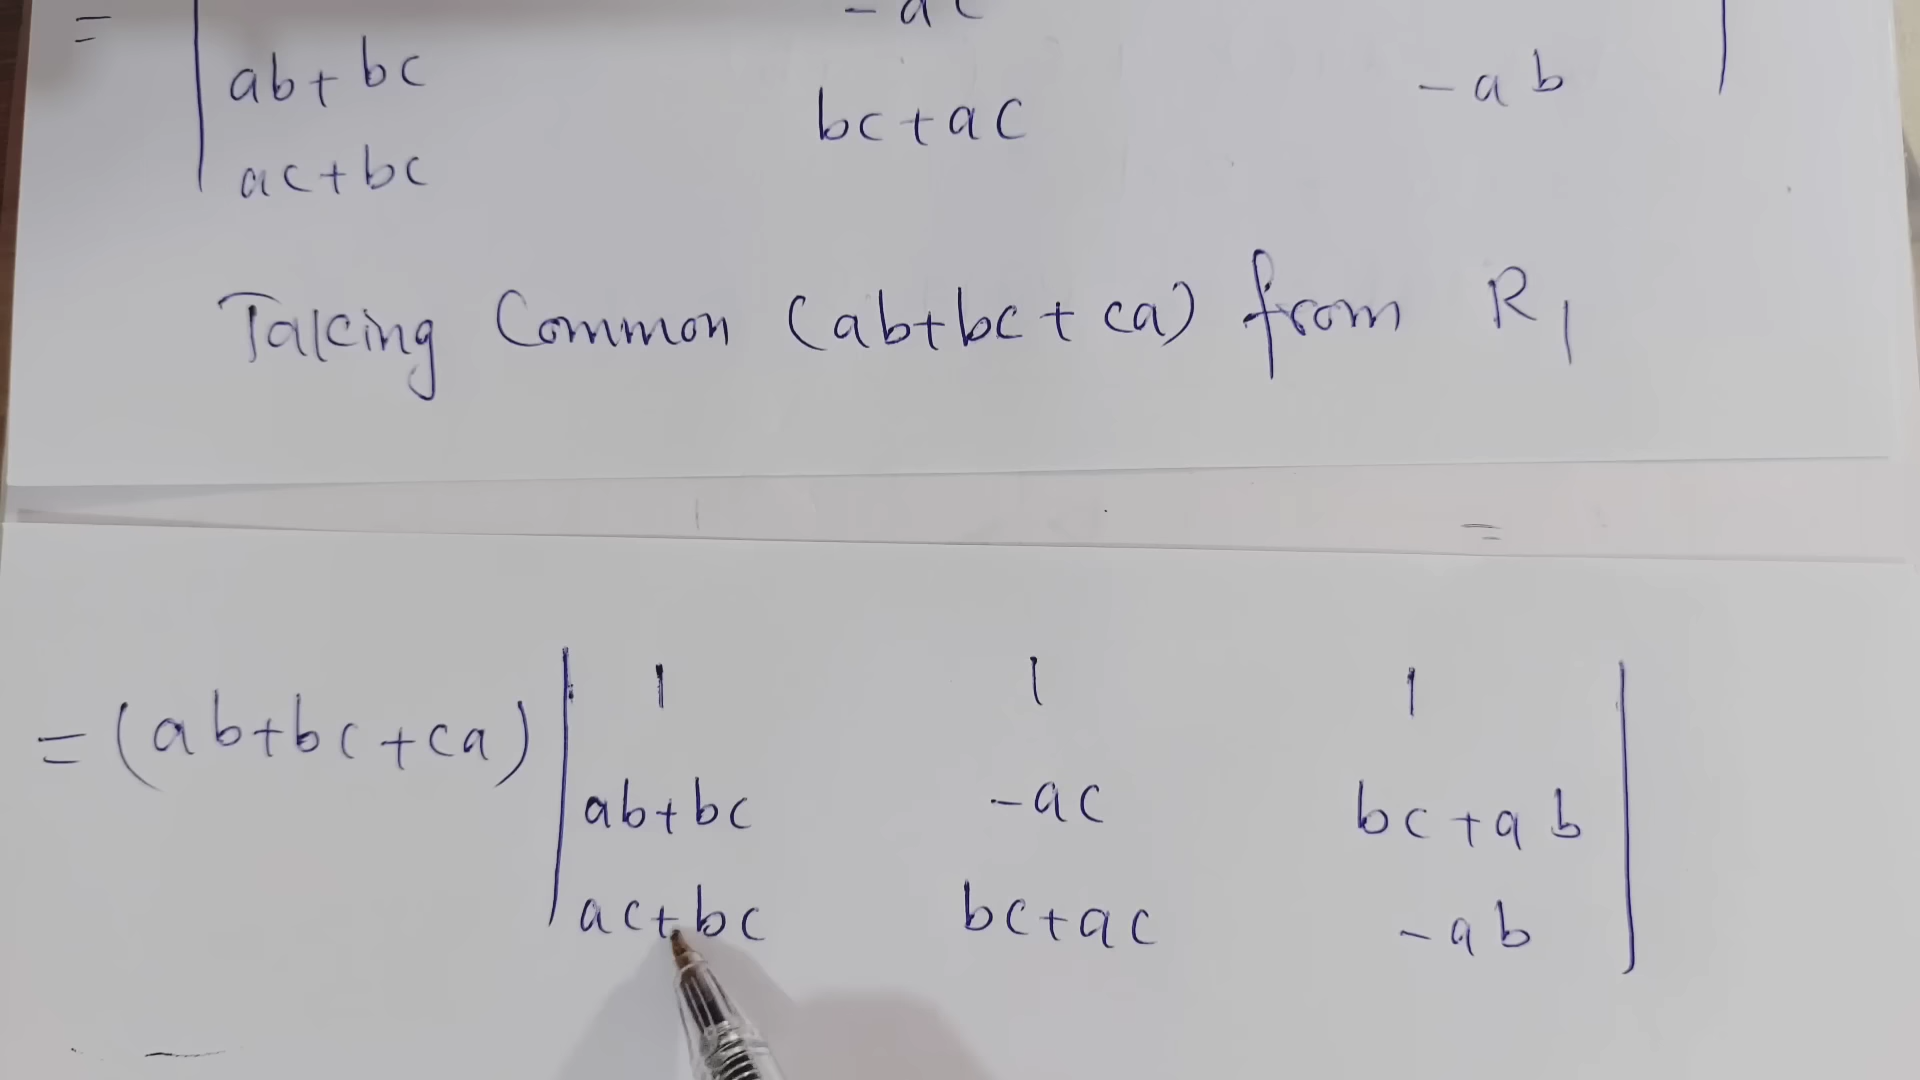 = | - ac |
ab+bc bc+ac -ab
ac+bc
Taking Common (ab+bc+ca) from R1
= (ab+bc+ca) | 1 1 1 |
ab+bc -ac bc+ab
ac+bc bc+ac -ab